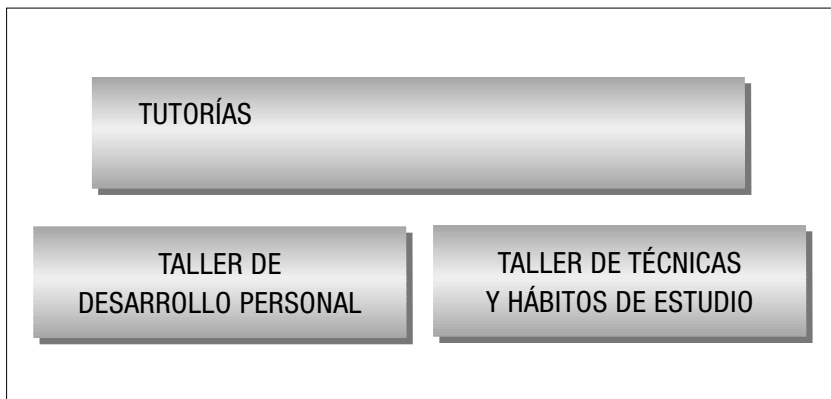 TUTORÍAS
TALLER DE
DESARROLLO PERSONAL
TALLER DE TÉCNICAS
Y HÁBITOS DE ESTUDIO